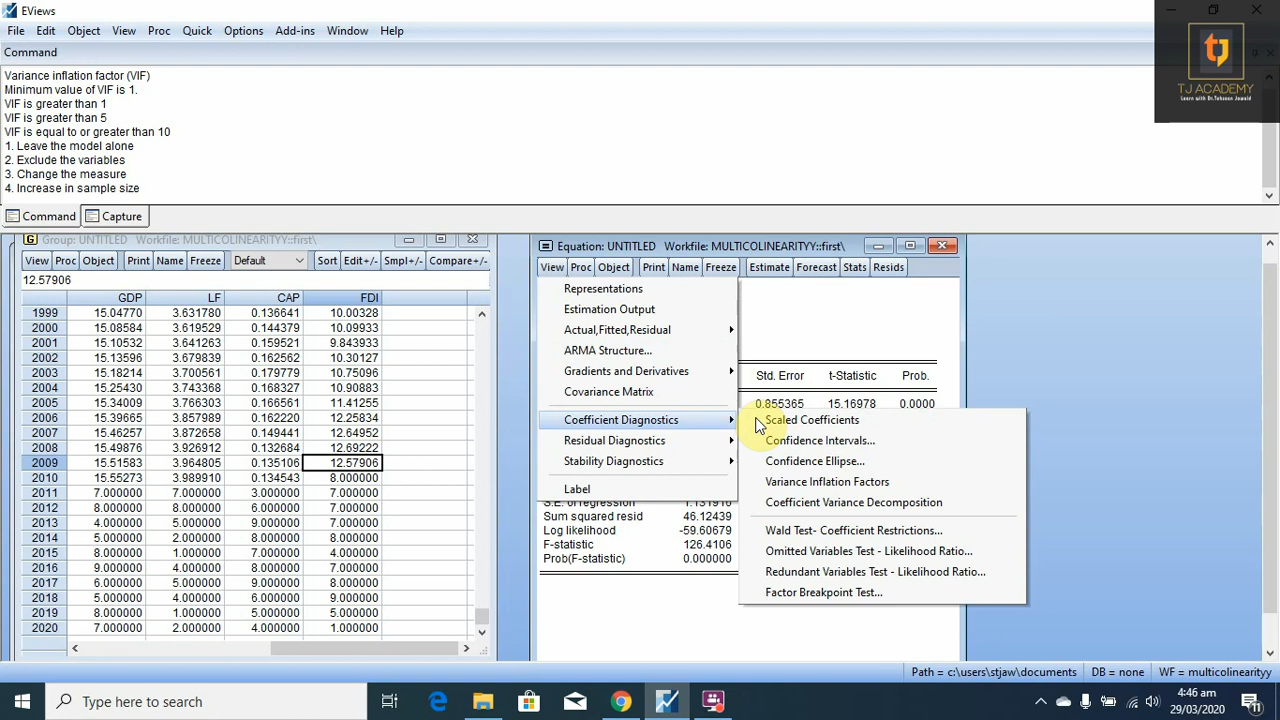 EViews
File Edit Object View Proc Quick Options Add-ins Window Help
Command
Variance inflation factor (VIF)
Minimum value of VIF is 1.
VIF is greater than 1
VIF is greater than 5
VIF is equal to or greater than 10
1. Leave the model alone
2. Exclude the variables
3. Change the measure
4. Increase in sample size
TJ ACADEMY
Learn with Dr.Tehseen Jawaid
Command Capture
Group: UNTITLED Workfile: MULTICOLINEARITYY::first\
View Proc Object Print Name Freeze Default Sort Edit+/- Smpl+/- Compare+/-
12.57906
GDP LF CAP FDI
1999 15.04770 3.631780 0.136641 10.00328
2000 15.08584 3.619529 0.144379 10.09933
2001 15.10532 3.641263 0.159521 9.843933
2002 15.13596 3.679839 0.162562 10.30127
2003 15.18214 3.700561 0.179779 10.75096
2004 15.25430 3.743368 0.168327 10.90883
2005 15.34009 3.766303 0.166561 11.54215
2006 15.39665 3.857989 0.162220 12.25834
2007 15.46257 3.872658 0.149441 12.64952
2008 15.49876 3.926912 0.132684 12.69222
2009 15.51583 3.964805 0.135106 12.57906
2010 15.55273 3.989910 0.134543 8.000000
2011 7.000000 7.000000 3.000000 7.000000
2012 9.000000 8.000000 7.000000 7.000000
2013 4.000000 9.000000 8.000000 9.000000
2014 5.000000 4.000000 9.000000 7.000000
2015 8.000000 1.000000 7.000000 5.000000
2016 9.000000 4.000000 4.000000 7.000000
2017 6.000000 5.000000 9.000000 8.000000
2018 5.000000 4.000000 6.000000 9.000000
2019 8.000000 1.000000 5.000000 5.000000
2020 7.000000 2.000000 4.000000 1.000000
Equation: UNTITLED Workfile: MULTICOLINEARITYY::first\
View Proc Object Print Name Freeze Estimate Forecast Stats Resids
Representations
Estimation Output
Actual,Fitted,Residual
ARMA Structure...
Gradients and Derivatives
Covariance Matrix
Coefficient Diagnostics
Residual Diagnostics
Stability Diagnostics
Label
Std. Error t-Statistic Prob.
0.855365 15.16978 0.0000
Scaled Coefficients
Confidence Intervals...
Confidence Ellipse...
Variance Inflation Factors
Coefficient Variance Decomposition
Wald Test- Coefficient Restrictions...
Omitted Variables Test - Likelihood Ratio...
Redundant Variables Test - Likelihood Ratio...
Factor Breakpoint Test...
S.E. of regression 1.131916
Sum squared resid 46.12439
Log likelihood -59.60679
F-statistic 126.4106
Prob(F-statistic) 0.000000
Path = c:\users\stjaw\documents DB = none WF = multicolinearityy
Type here to search
4:46 am
29/03/2020
11